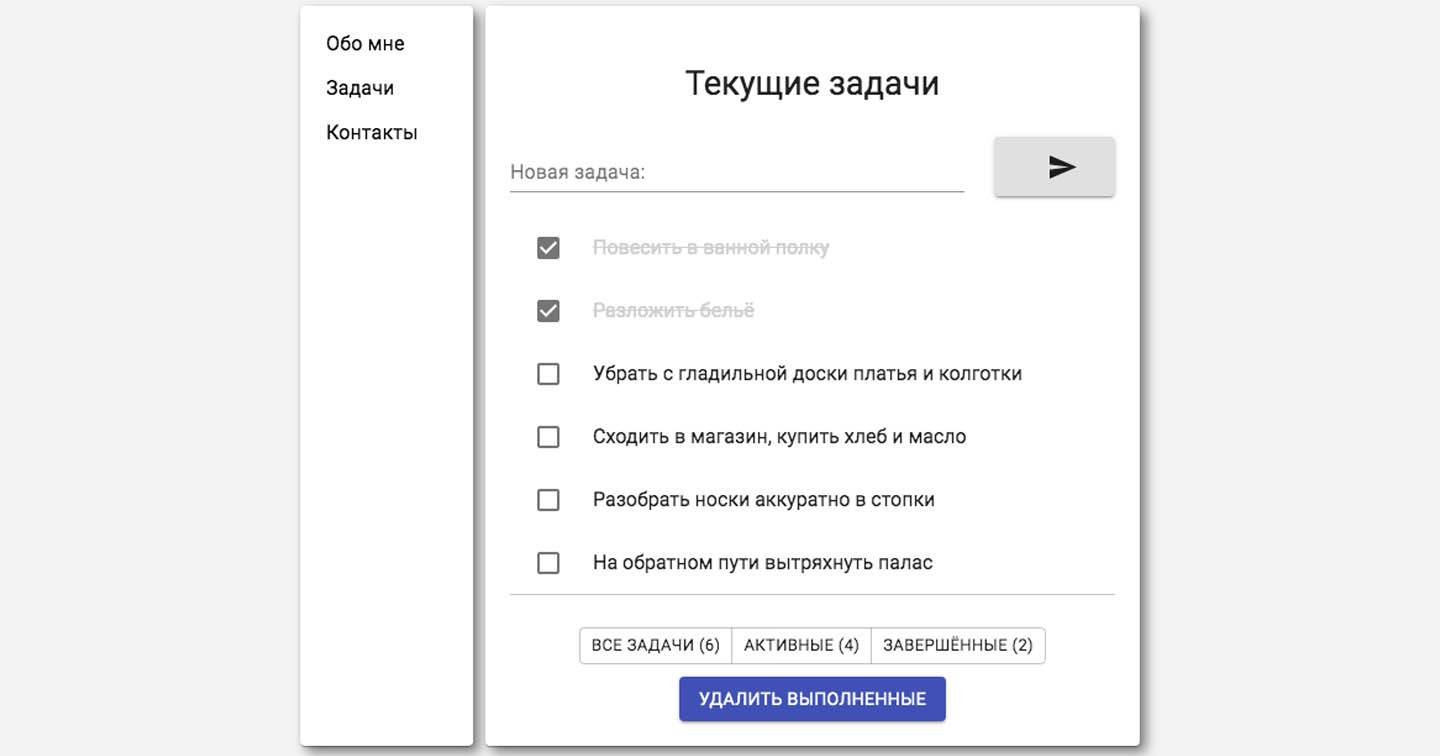 Обо мне
Задачи
Контакты
Текущие задачи
Новая задача:
Повесить в ванной полку
Разложить бельё
Убрать с гладильной доски платья и колготки
Сходить в магазин, купить хлеб и масло
Разобрать носки аккуратно в стопки
На обратном пути вытряхнуть палас
ВСЕ ЗАДАЧИ (6) АКТИВНЫЕ (4) ЗАВЕРШЁННЫЕ (2)
УДАЛИТЬ ВЫПОЛНЕННЫЕ